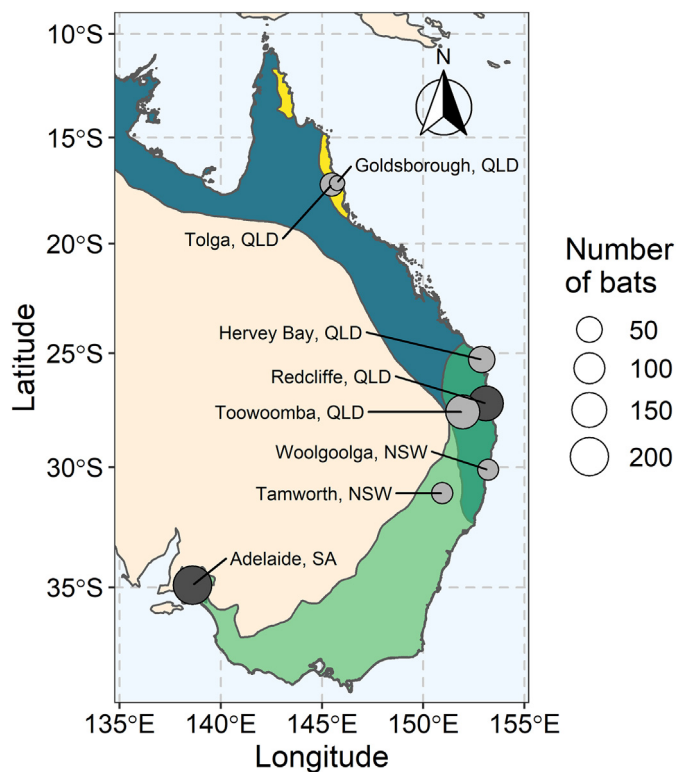 10°S
15°S
20°S
25°S
30°S
35°S
Latitude
N
Goldsborough, QLD
Tolga, QLD
Hervey Bay, QLD
Redcliffe, QLD
Toowoomba, QLD
Woolgoolga, NSW
Tamworth, NSW
Adelaide, SA
135°E
140°E
145°E
150°E
155°E
Longitude
Number
of bats
50
100
150
200